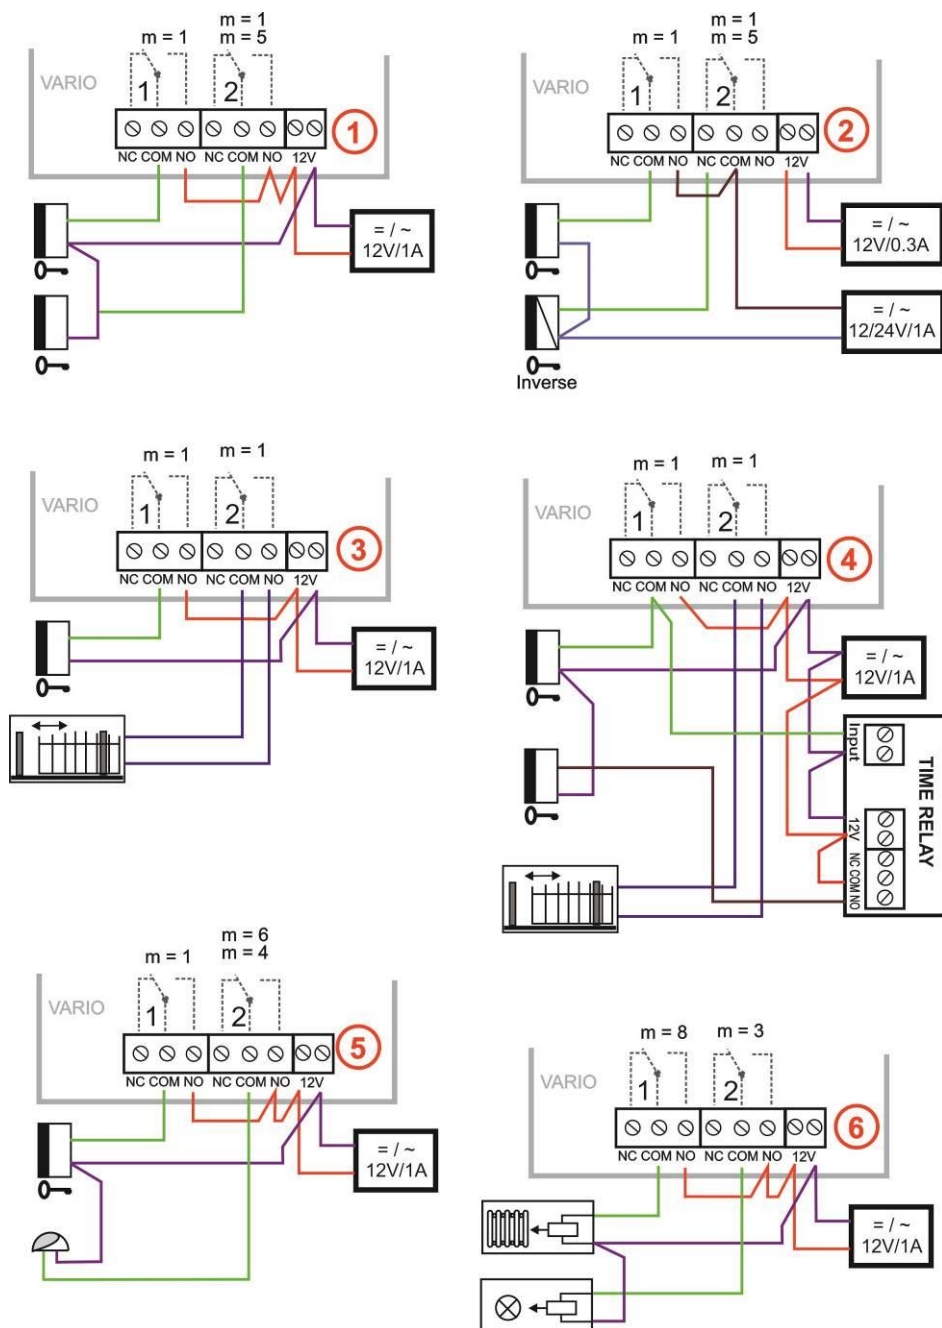 m = 1
m = 1
m = 5
VARIO
1
2
1
NC COM NO
NC COM NO
12V
= / ~
12V/1A
m = 1
m = 1
m = 5
VARIO
1
2
2
NC COM NO
NC COM NO
12V
= / ~
12V/0.3A
= / ~
12/24V/1A
Inverse
m = 1
m = 1
VARIO
1
2
3
NC COM NO
NC COM NO
12V
= / ~
12V/1A
m = 1
m = 1
VARIO
1
2
4
NC COM NO
NC COM NO
12V
= / ~
12V/1A
Input
12V
NC COM NO
TIME RELAY
m = 1
m = 6
m = 4
VARIO
1
2
5
NC COM NO
NC COM NO
12V
= / ~
12V/1A
m = 8
m = 3
VARIO
1
2
6
NC COM NO
NC COM NO
12V
= / ~
12V/1A